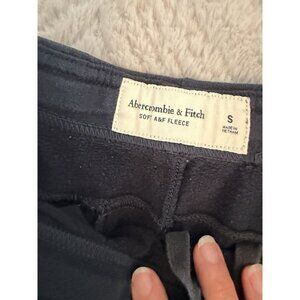 Abercrombie & Fitch
SOFT A&F FLEECE
S
MADE IN
VIETNAM